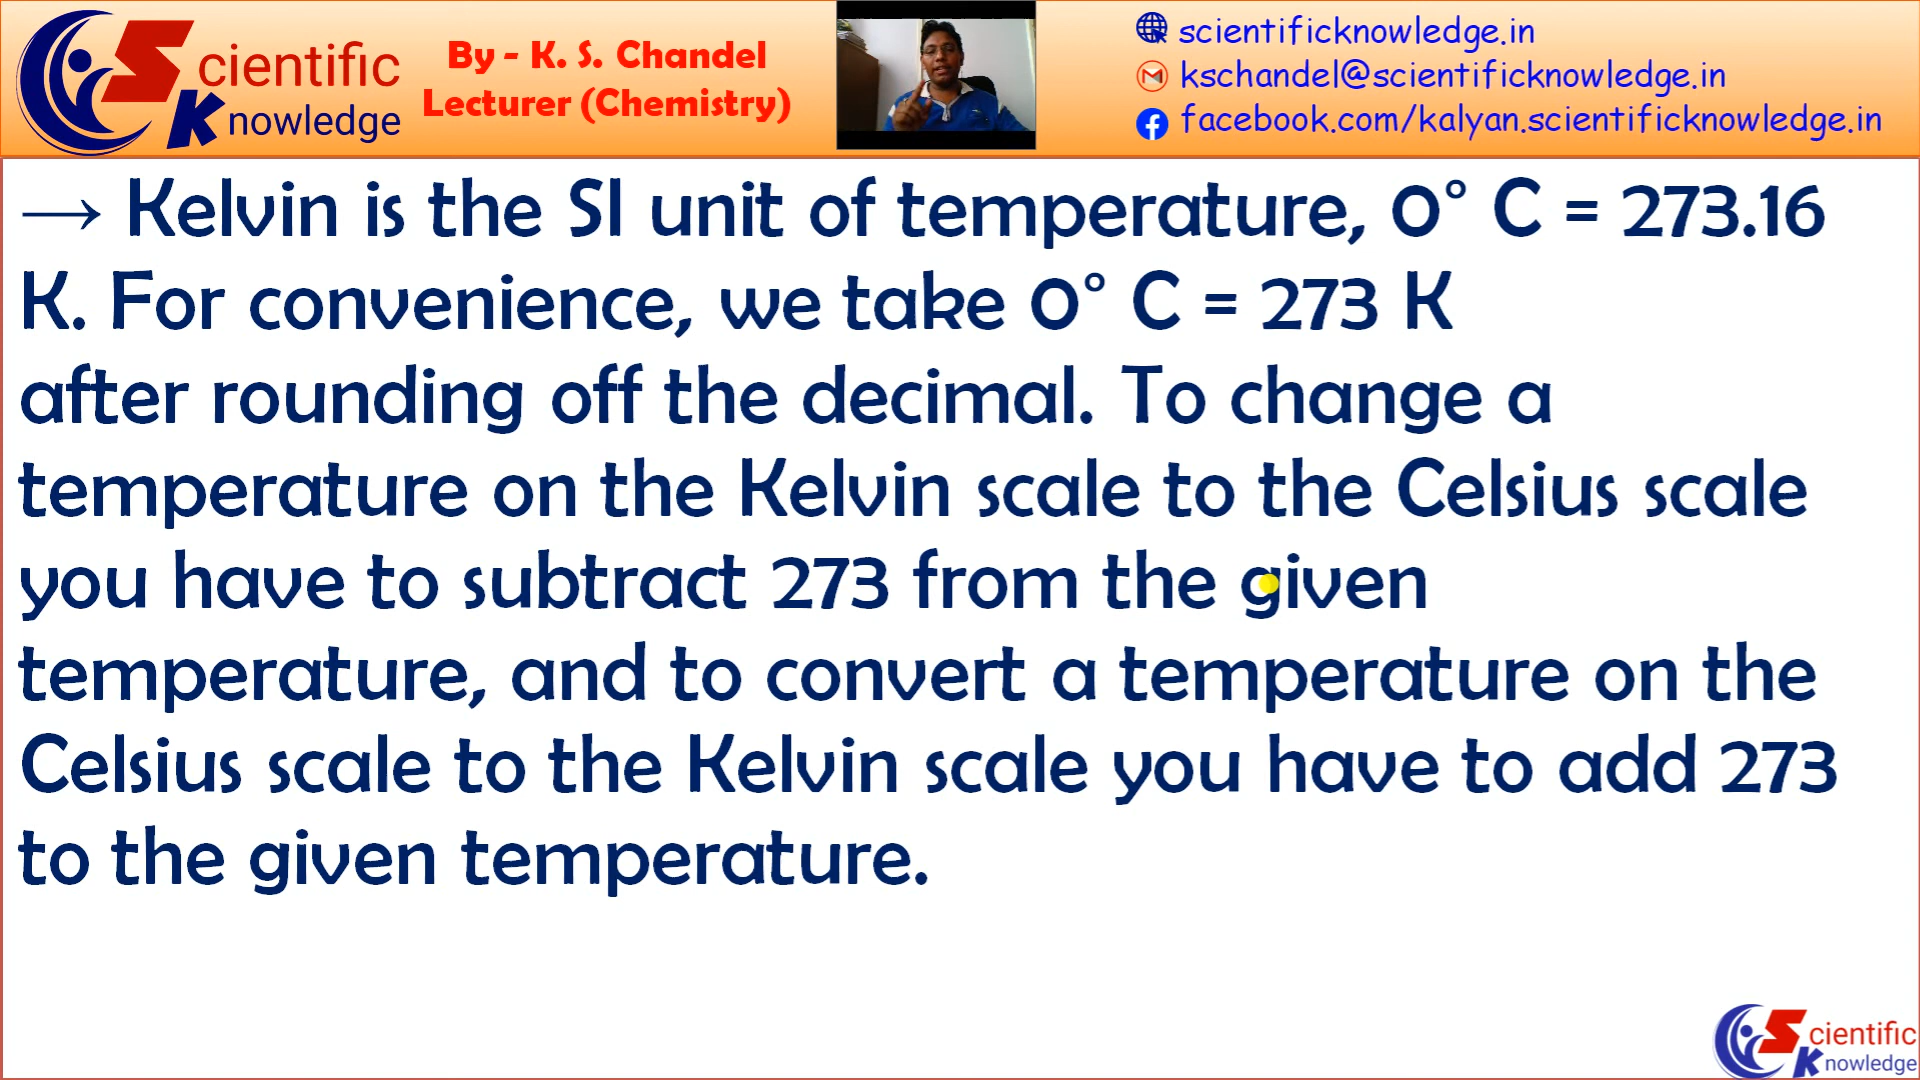 Scientific
Knowledge
By - K. S. Chandel
Lecturer (Chemistry)
scientificknowledge.in
kschandel@scientificknowledge.in
facebook.com/kalyan.scientificknowledge.in
→ Kelvin is the SI unit of temperature, 0° C = 273.16
K. For convenience, we take 0° C = 273 K
after rounding off the decimal. To change a
temperature on the Kelvin scale to the Celsius scale
you have to subtract 273 from the given
temperature, and to convert a temperature on the
Celsius scale to the Kelvin scale you have to add 273
to the given temperature.
Scientific
Knowledge